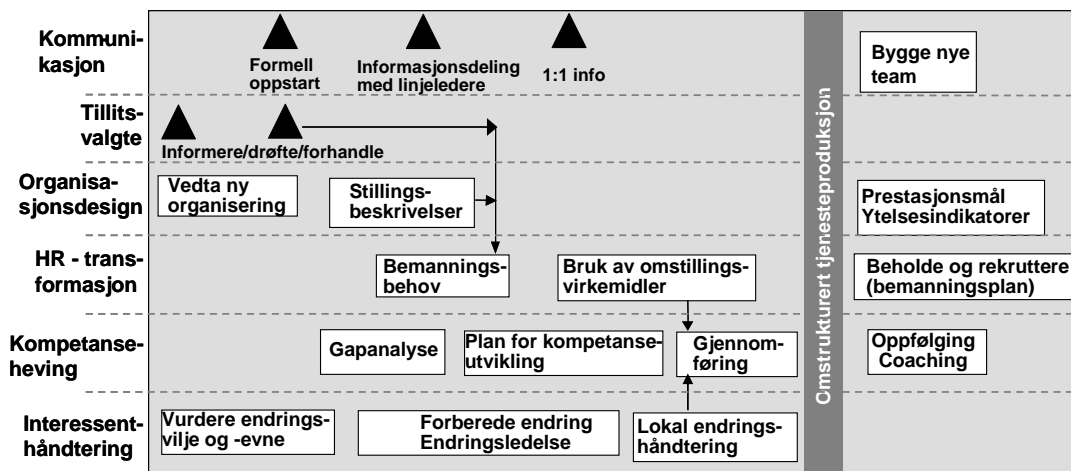 Kommuni-
kasjon
Formell
oppstart
Informasjonsdeling
med linjeledere
1:1 info
Bygge nye
team
Tillits-
valgte
Informere/drøfte/forhandle
Organisa-
sjonsdesign
Vedta ny
organisering
Stillings-
beskrivelser
Prestasjonsmål
Ytelsesindikatorer
HR - trans-
formasjon
Bemannings-
behov
Bruk av omstillings-
virkemidler
Beholde og rekruttere
(bemanningsplan)
Kompetanse-
heving
Gapanalyse
Plan for kompetanse-
utvikling
Gjennom-
føring
Oppfølging
Coaching
Interessent-
håndtering
Vurdere endrings-
vilje og -evne
Forberede endring
Endringsledelse
Lokal endrings-
håndtering
Omstrukturert tjenesteproduksjon